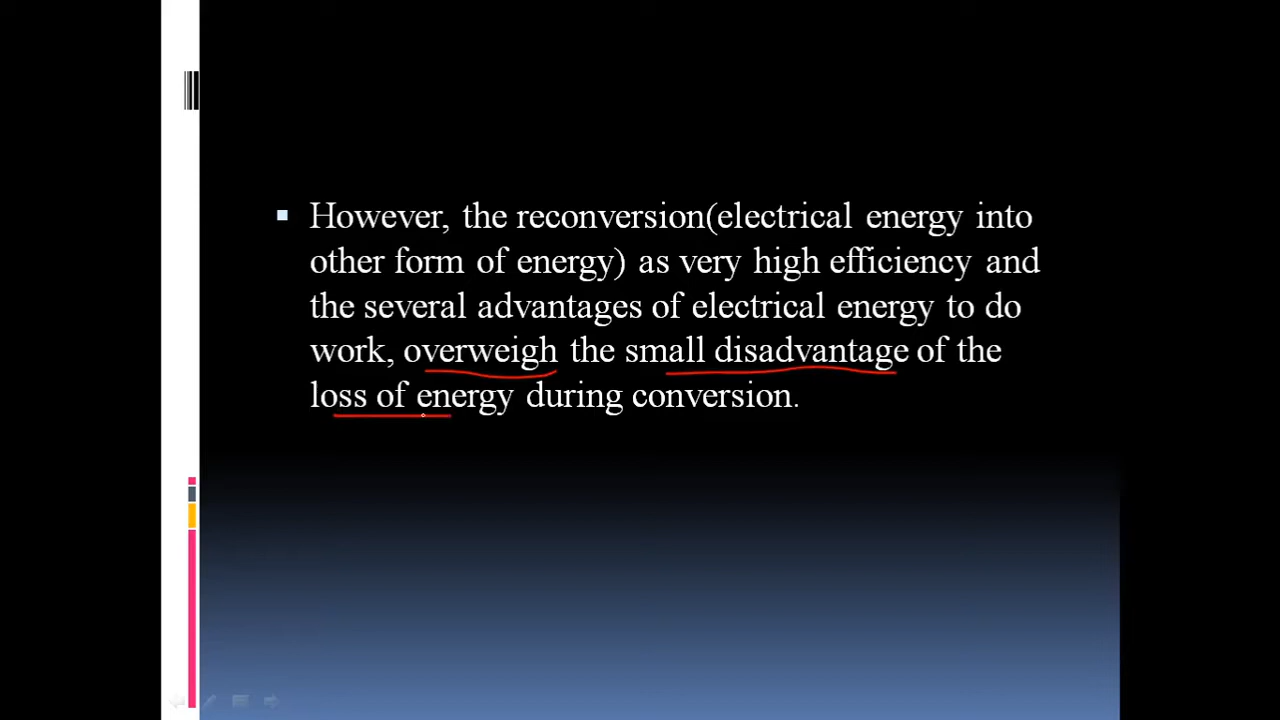 However, the reconversion(electrical energy into
other form of energy) as very high efficiency and
the several advantages of electrical energy to do
work, overweigh the small disadvantage of the
loss of energy during conversion.